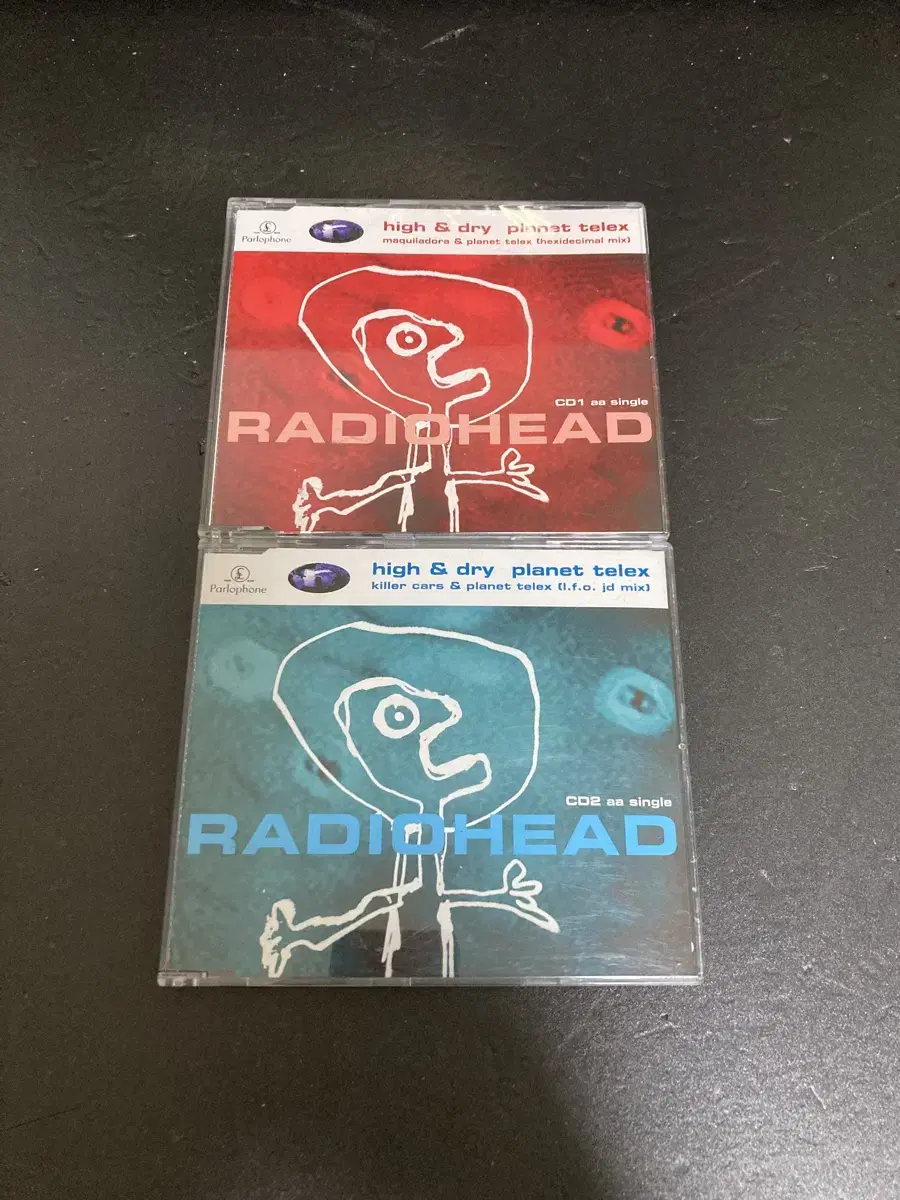 £
Parlophone
high & dry planet telex
maquiladora & planet telex (hexidecimal mix)
CD1 aa single
RADIOHEAD
£
Parlophone
high & dry planet telex
killer cars & planet telex (l.f.o. jd mix)
CD2 aa single
RADIOHEAD